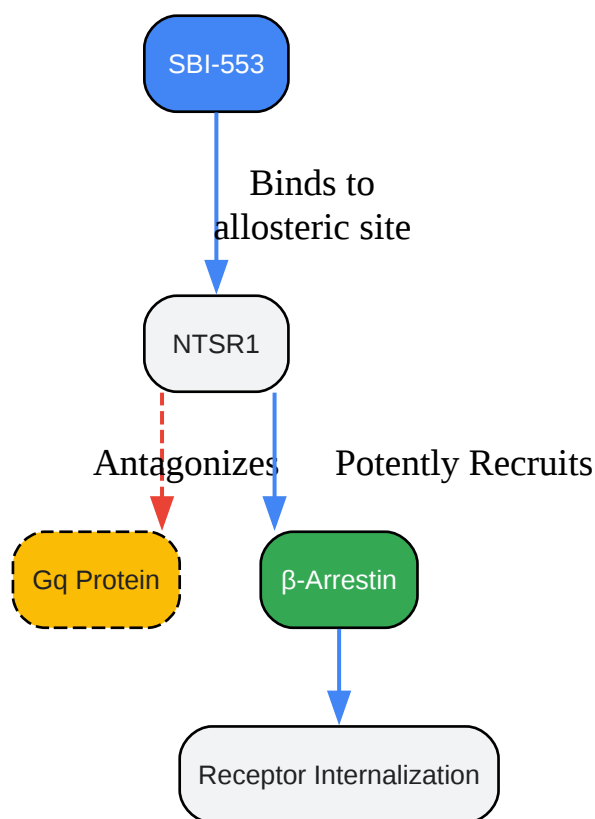 SBI-553
Binds to
allosteric site
NTSR1
Antagonizes
Potently Recruits
Gq Protein
β-Arrestin
Receptor Internalization